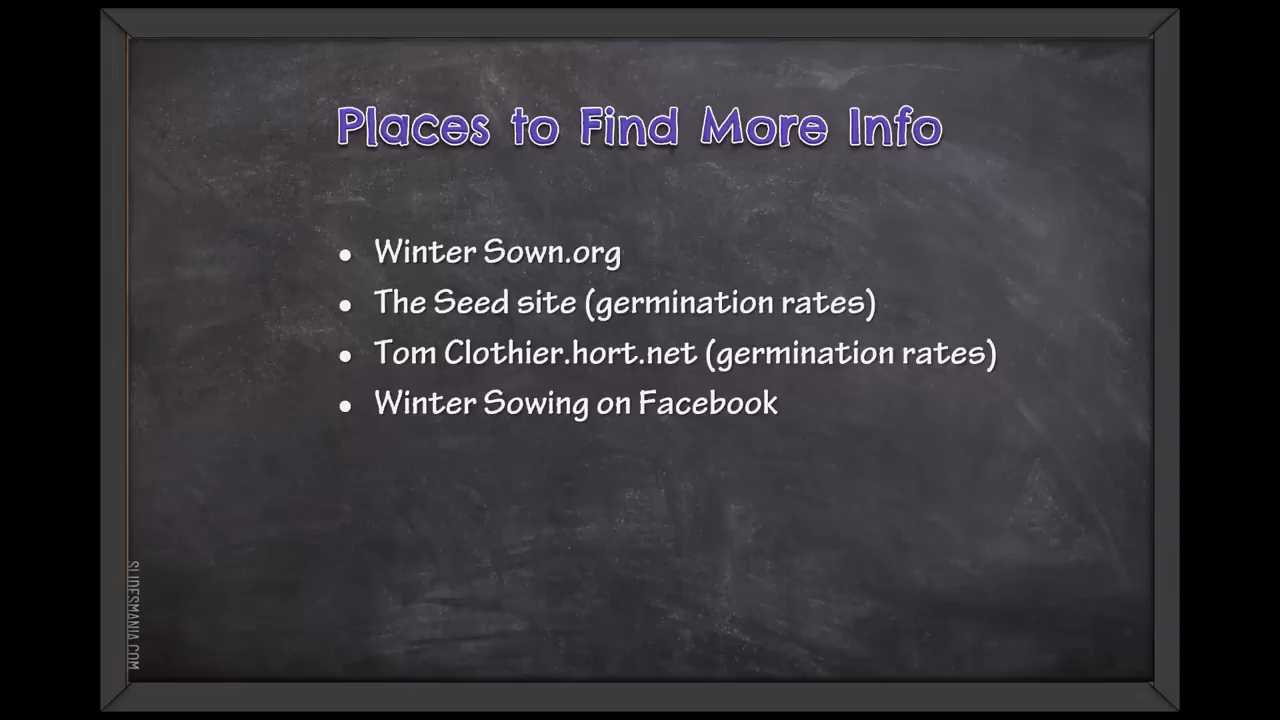 Places to Find More Info
• Winter Sown.org
• The Seed site (germination rates)
• Tom Clothier.hort.net (germination rates)
• Winter Sowing on Facebook
SLIDESMANIA.COM